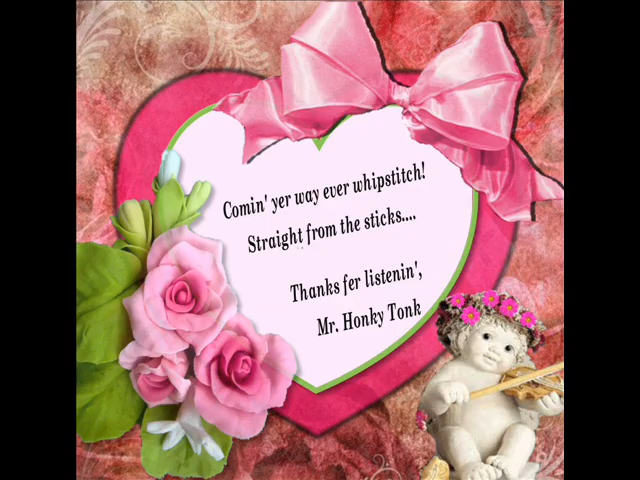 Comin' yer way ever whipstitch!
Straight from the sticks....
Thanks fer listenin',
Mr. Honky Tonk